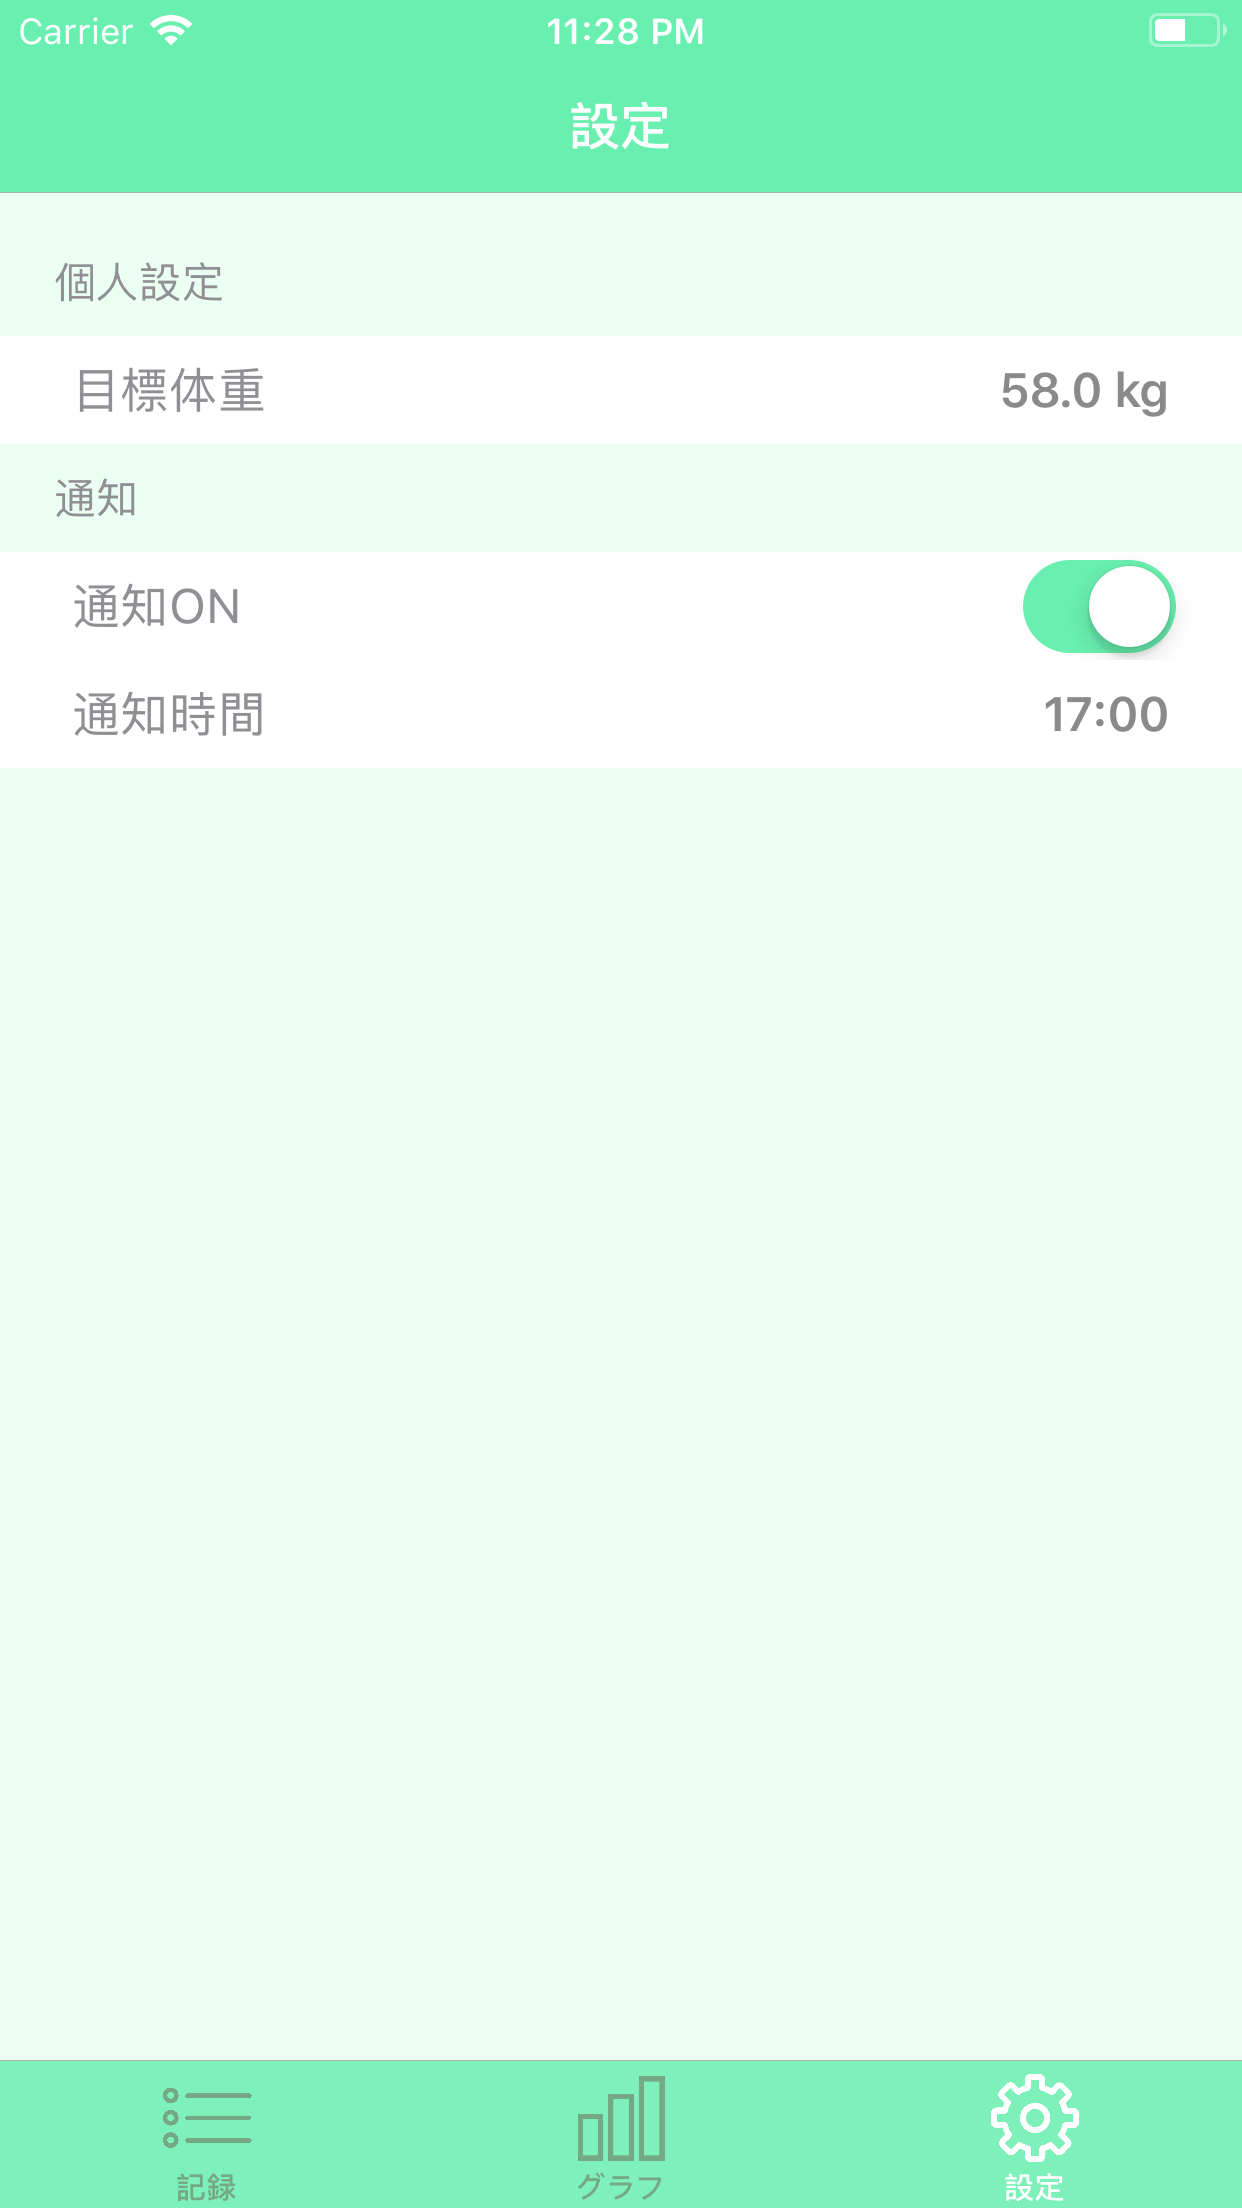 Carrier 11:28 PM
設定
個人設定
目標体重 58.0 kg
通知
通知ON
通知時間 17:00
記録 グラフ 設定